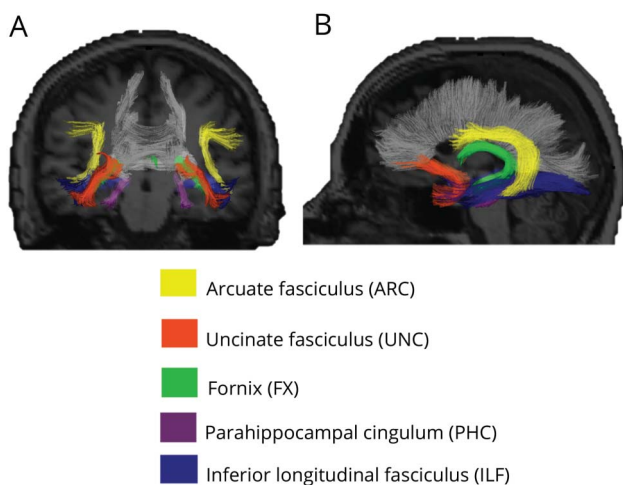 A
B
Arcuate fasciculus (ARC)
Uncinate fasciculus (UNC)
Fornix (FX)
Parahippocampal cingulum (PHC)
Inferior longitudinal fasciculus (ILF)